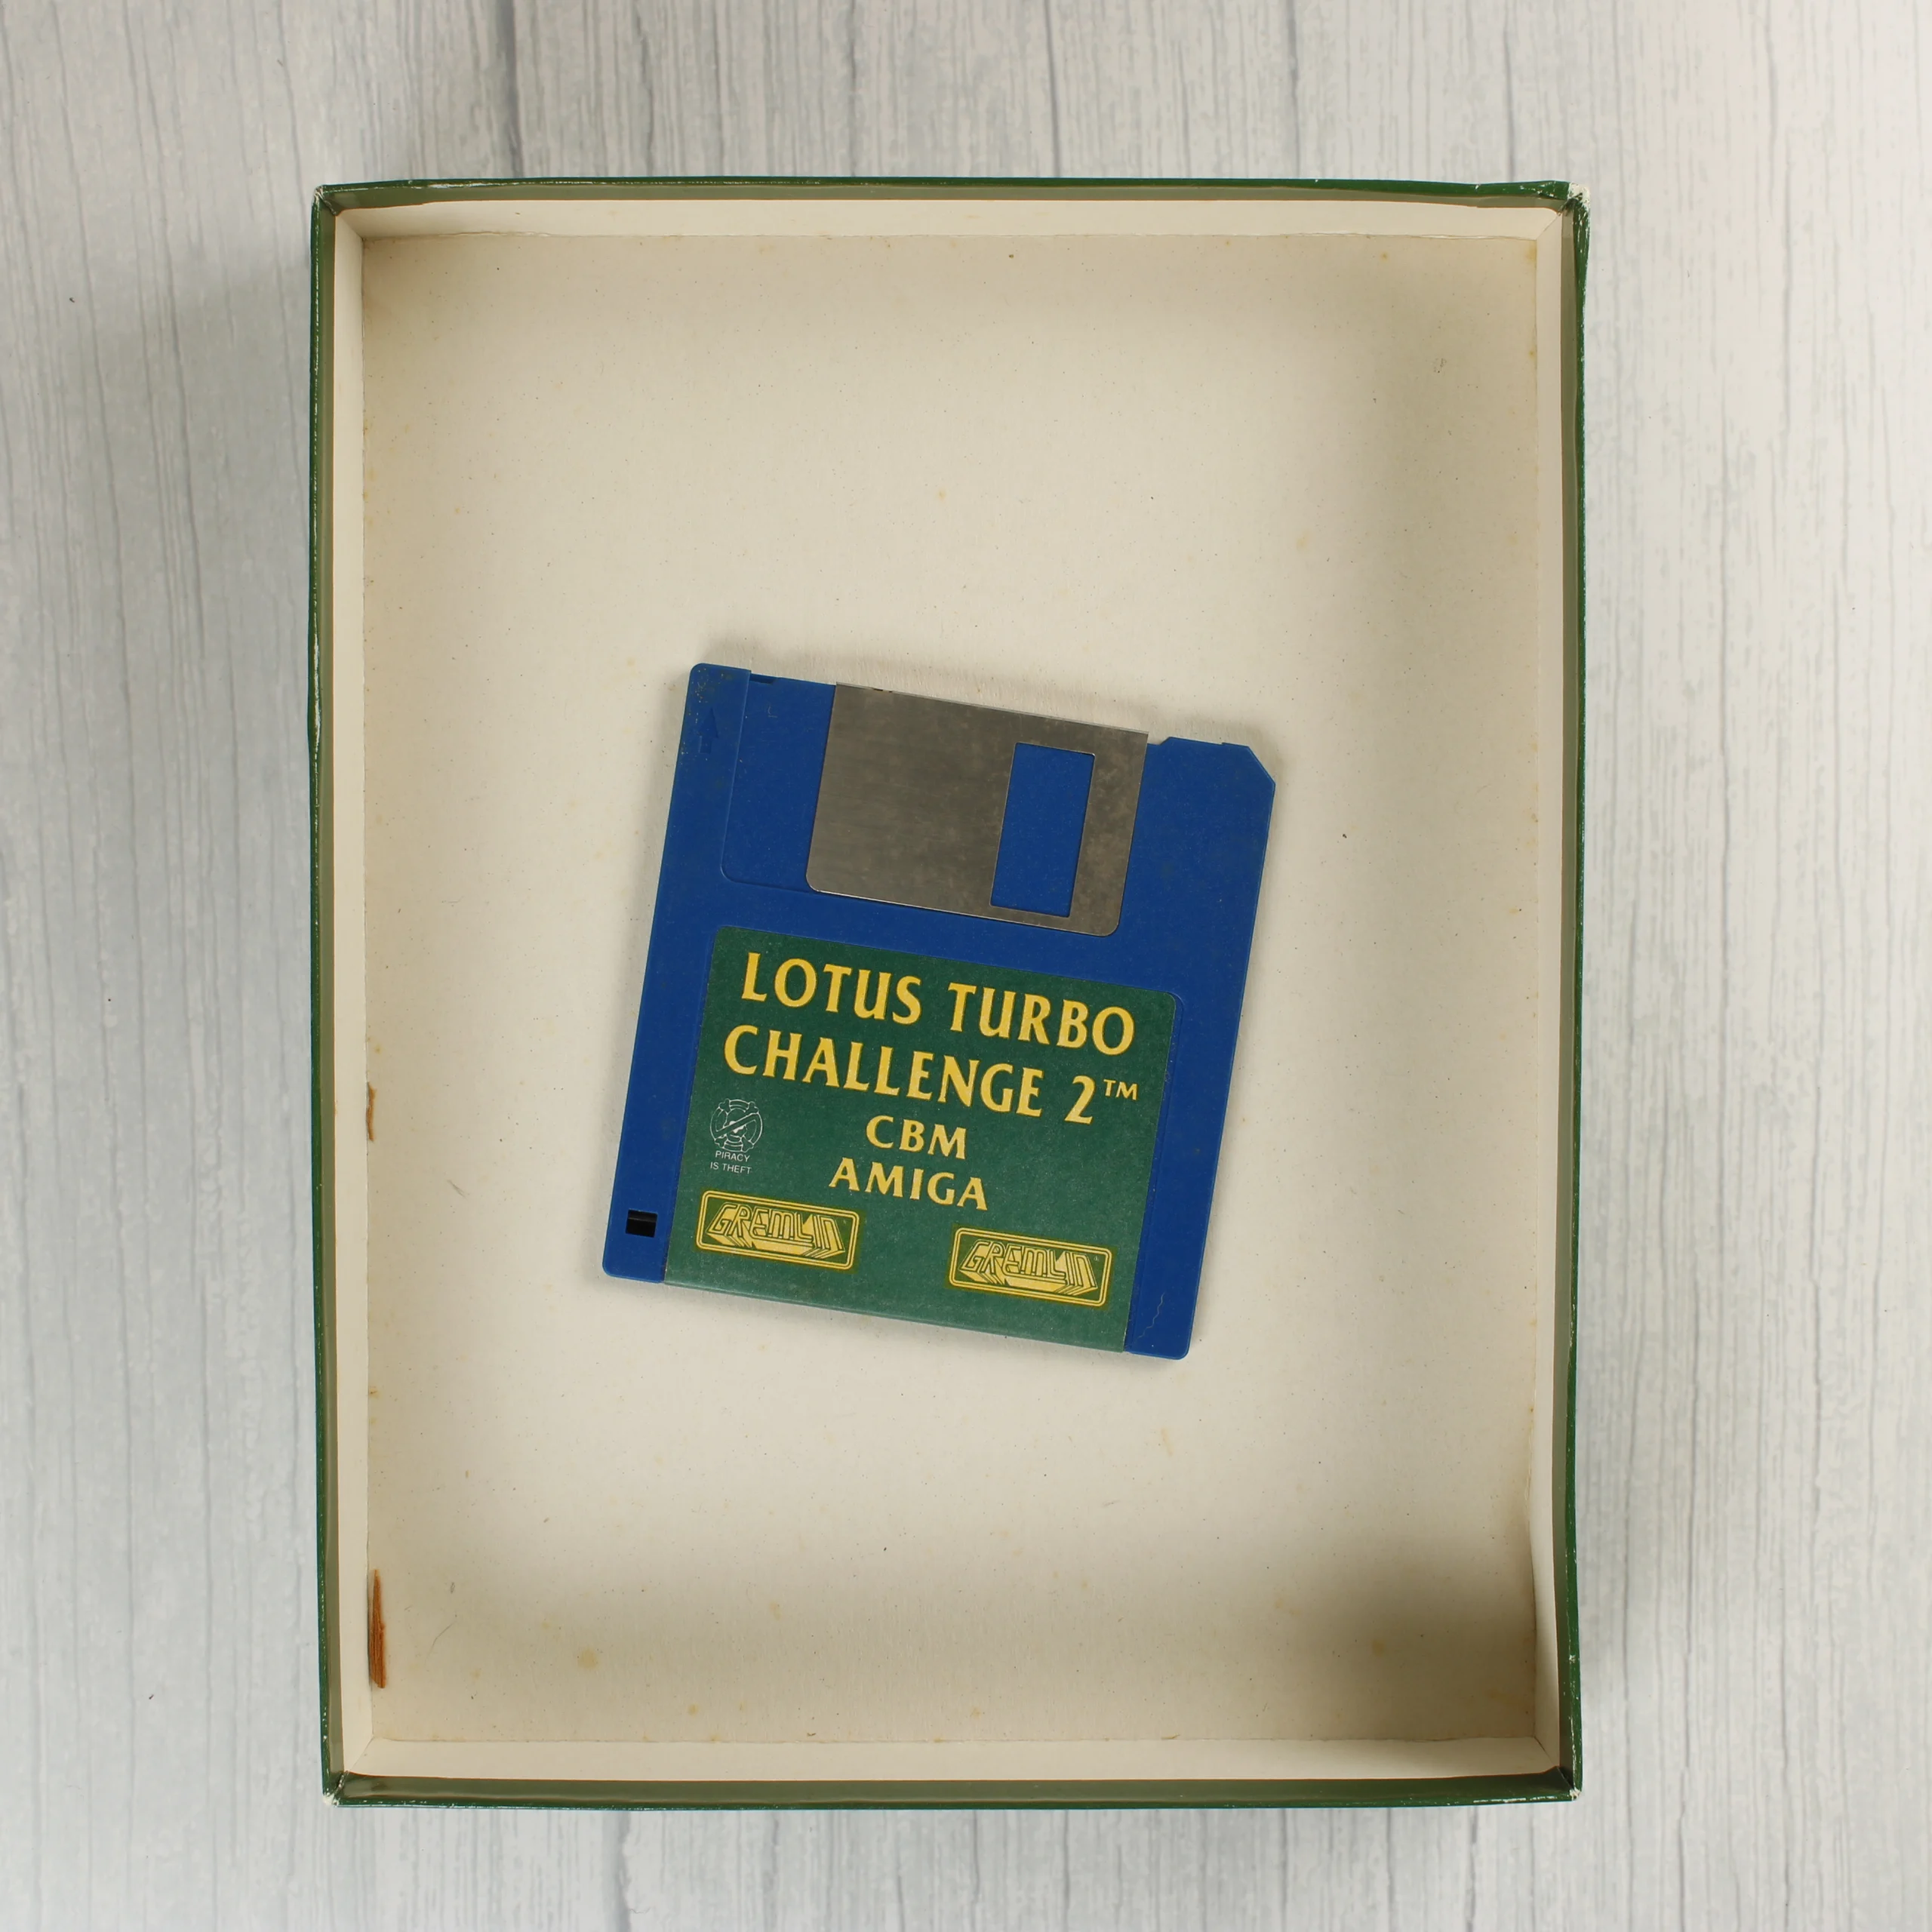 LOTUS TURBO
CHALLENGE 2™
CBM
AMIGA
PIRACY
IS THEFT
GREMLIN
GREMLIN